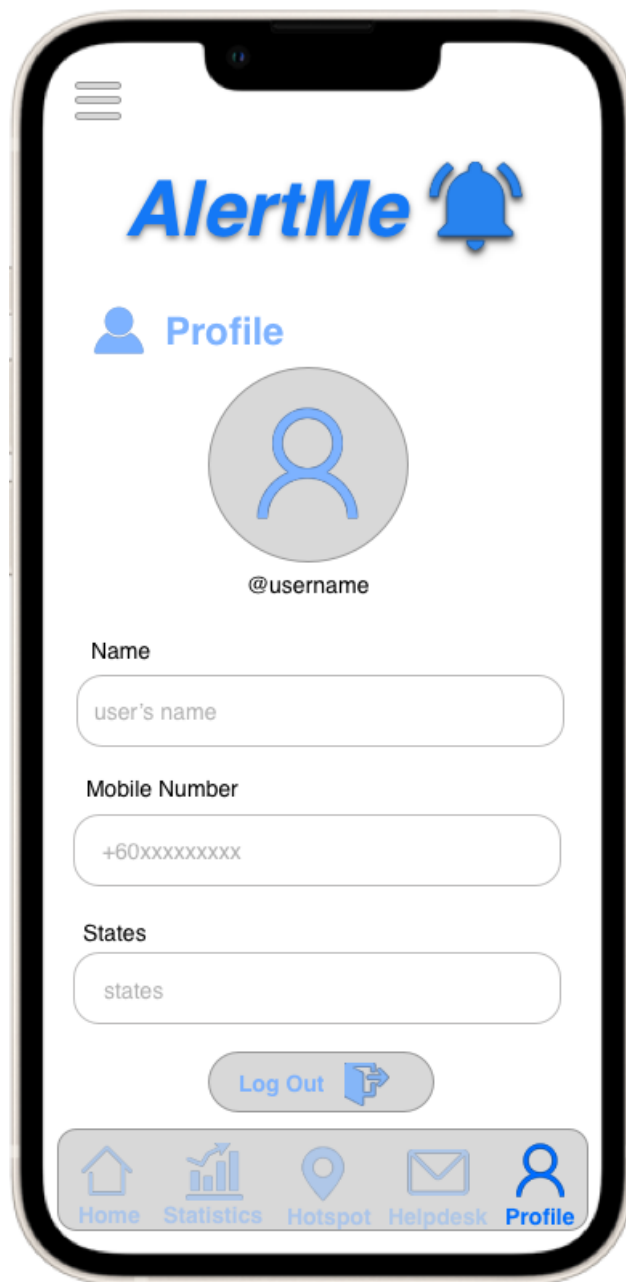 AlertMe
Profile
@username
Name
user's name
Mobile Number
+60xxxxxxxxx
States
states
Log Out
Home Statistics Hotspot Helpdesk Profile